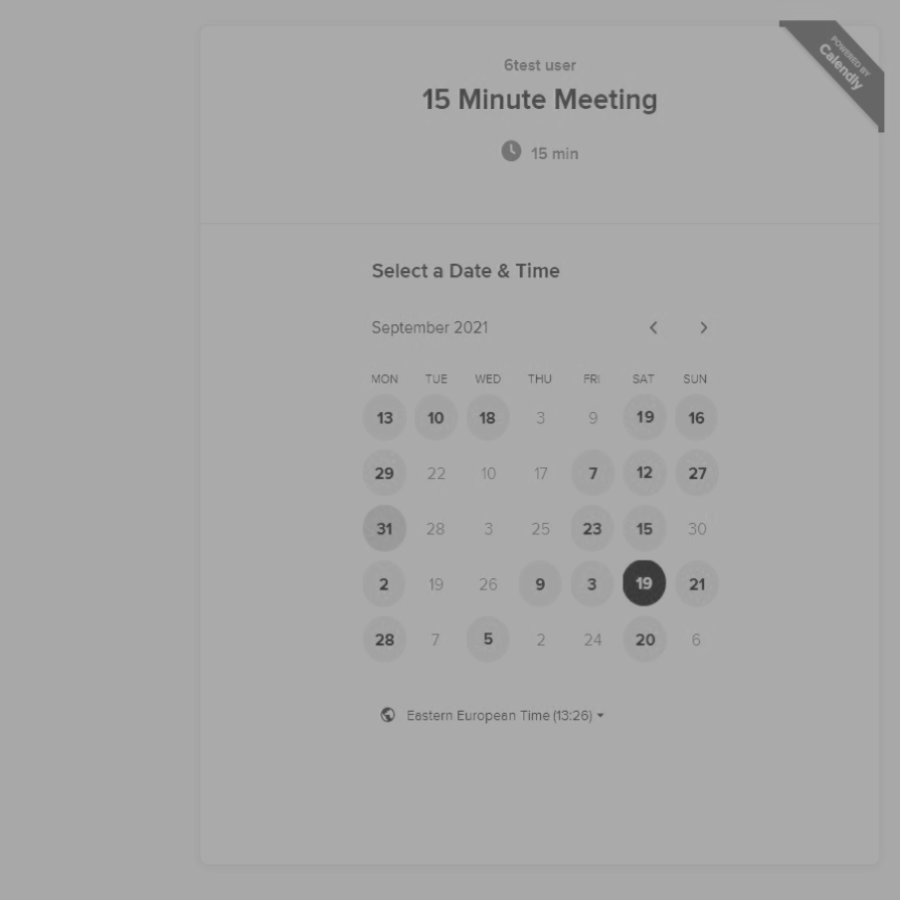 POWERED BY
Calendly
6test user
15 Minute Meeting
15 min
Select a Date & Time
September 2021
MON TUE WED THU FRI SAT SUN
13 10 18 3 9 19 16
29 22 10 17 7 12 27
31 28 3 25 23 15 30
2 19 26 9 3 19 21
28 7 5 2 24 20 6
Eastern European Time (13:26)